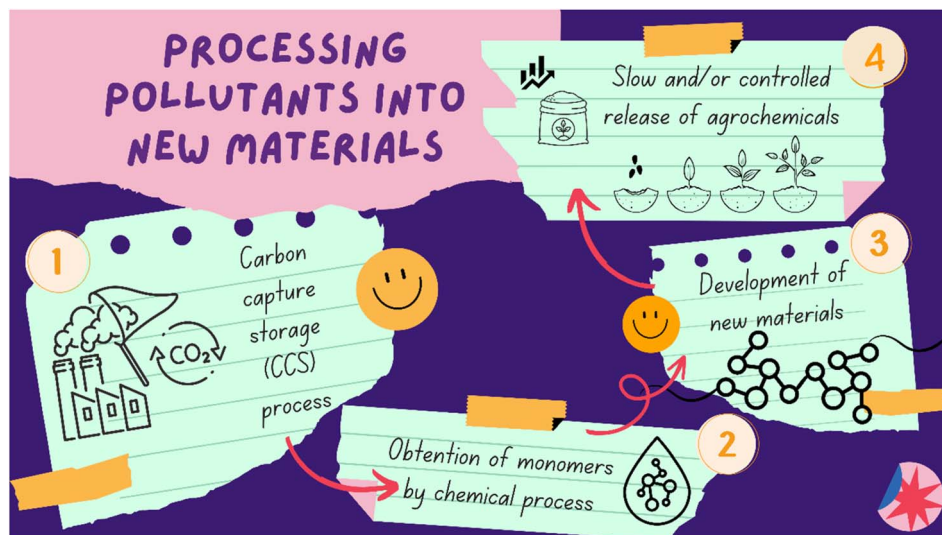 PROCESSING
POLLUTANTS INTO
NEW MATERIALS
1
Carbon
capture
storage
(CCS)
process
CO2
2
Obtention of monomers
by chemical process
3
Development of
new materials
4
Slow and/or controlled
release of agrochemicals